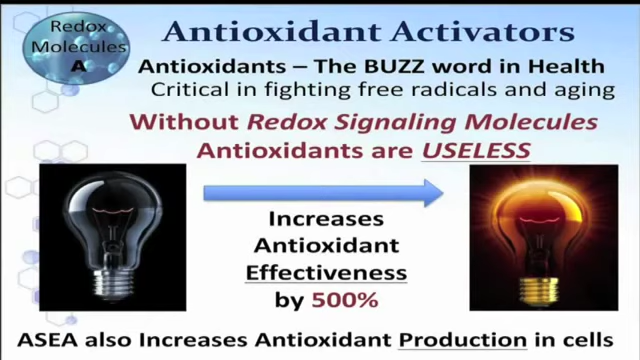 Redox
Molecules
A
Antioxidant Activators
Antioxidants – The BUZZ word in Health
Critical in fighting free radicals and aging
Without Redox Signaling Molecules
Antioxidants are USELESS
Increases
Antioxidant
Effectiveness
by 500%
ASEA also Increases Antioxidant Production in cells